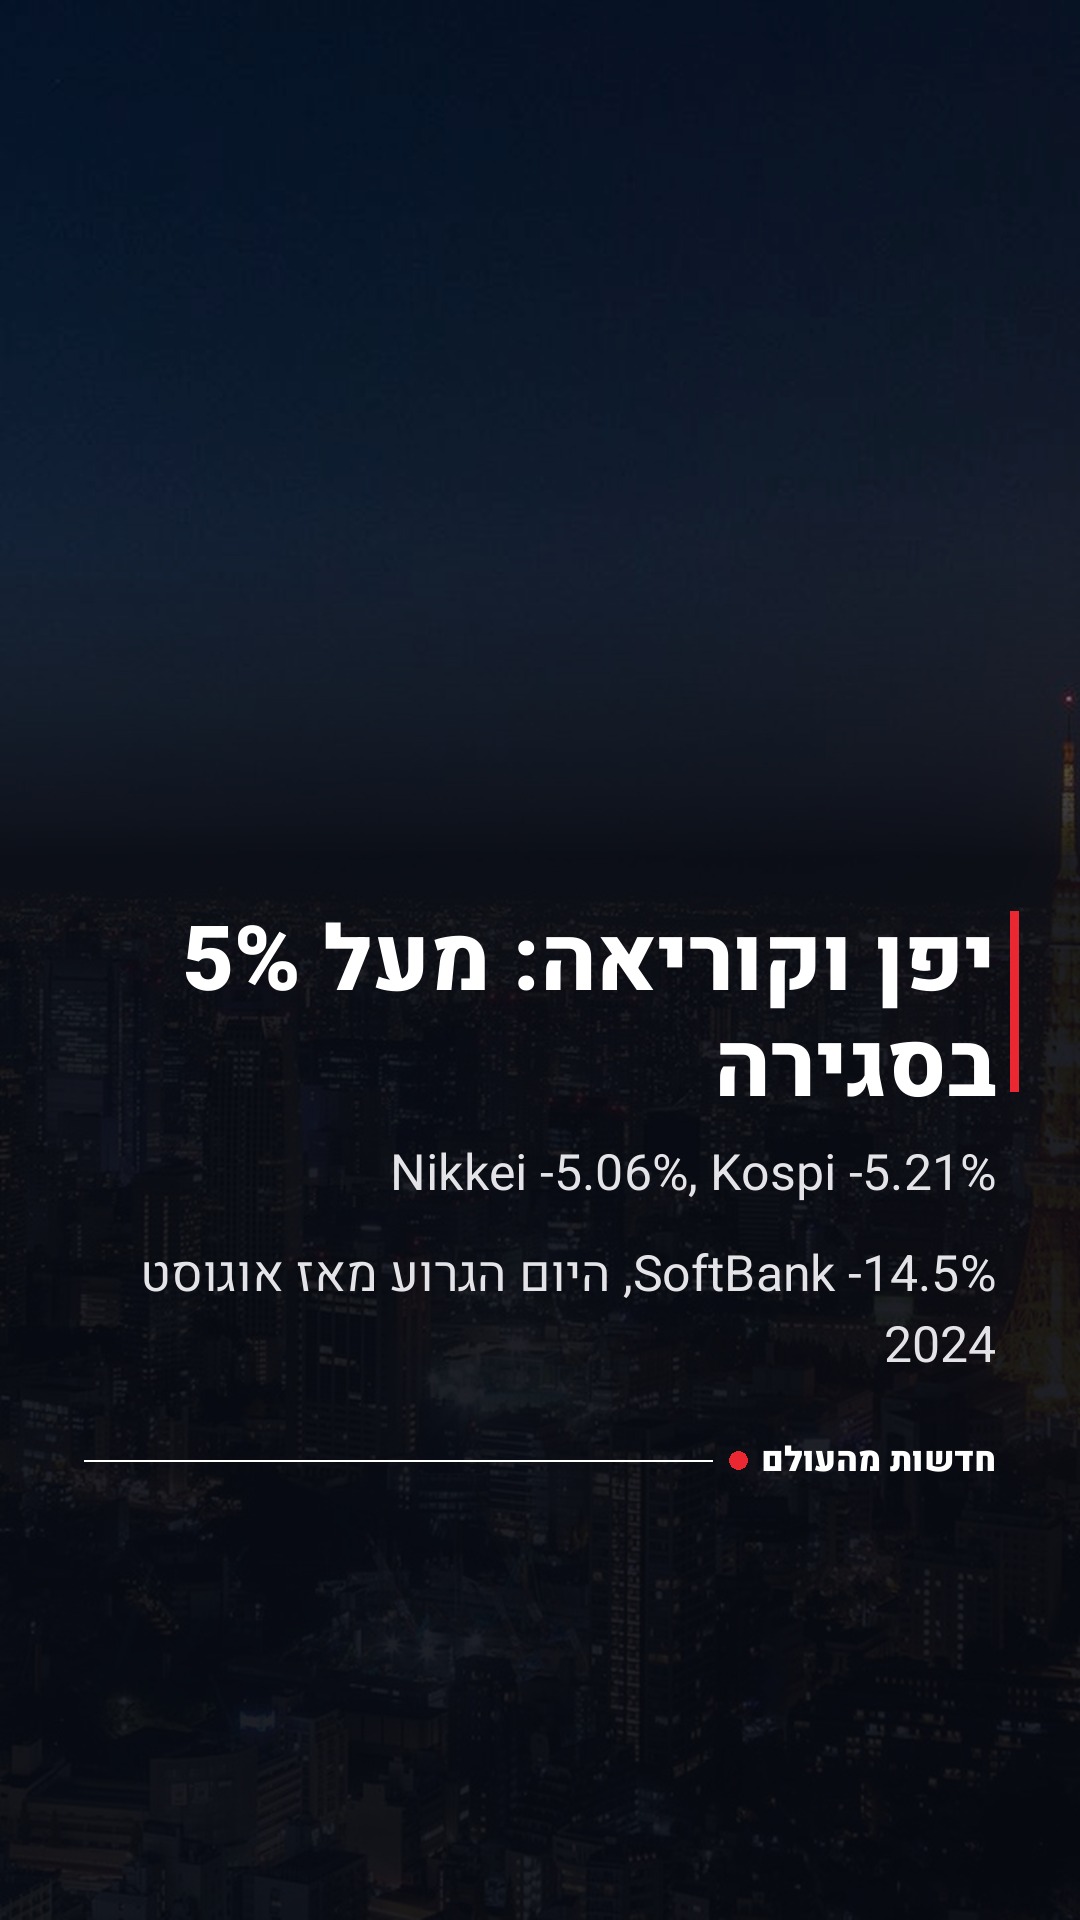 יפן וקוריאה: מעל 5%
בסגירה
Nikkei -5.06%, Kospi -5.21%
SoftBank -14.5%, היום הגרוע מאז אוגוסט
2024
חדשות מהעולם